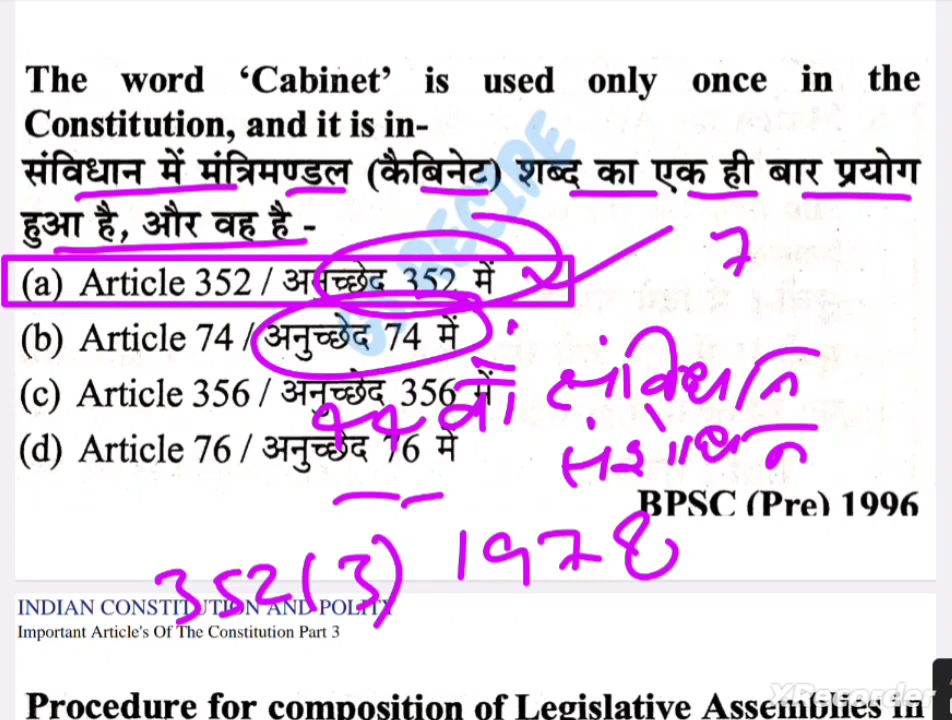 The word ‘Cabinet’ is used only once in the
Constitution, and it is in-
संविधान में मंत्रिमण्डल (कैबिनेट) शब्द का एक ही बार प्रयोग
हुआ है, और वह है -
7
(a) Article 352 / अनुच्छेद 352 में
(b) Article 74 / अनुच्छेद 74 में
(c) Article 356 / अनुच्छेद 356 में
44 वां संविधान
संशोधन
(d) Article 76 / अनुच्छेद 76 में
BPSC (Pre) 1996
352(3) 1978
INDIAN CONSTITUTION AND POLITY
Important Article's Of The Constitution Part 3
Procedure for composition of Legislative Assemblies in
XRecorder